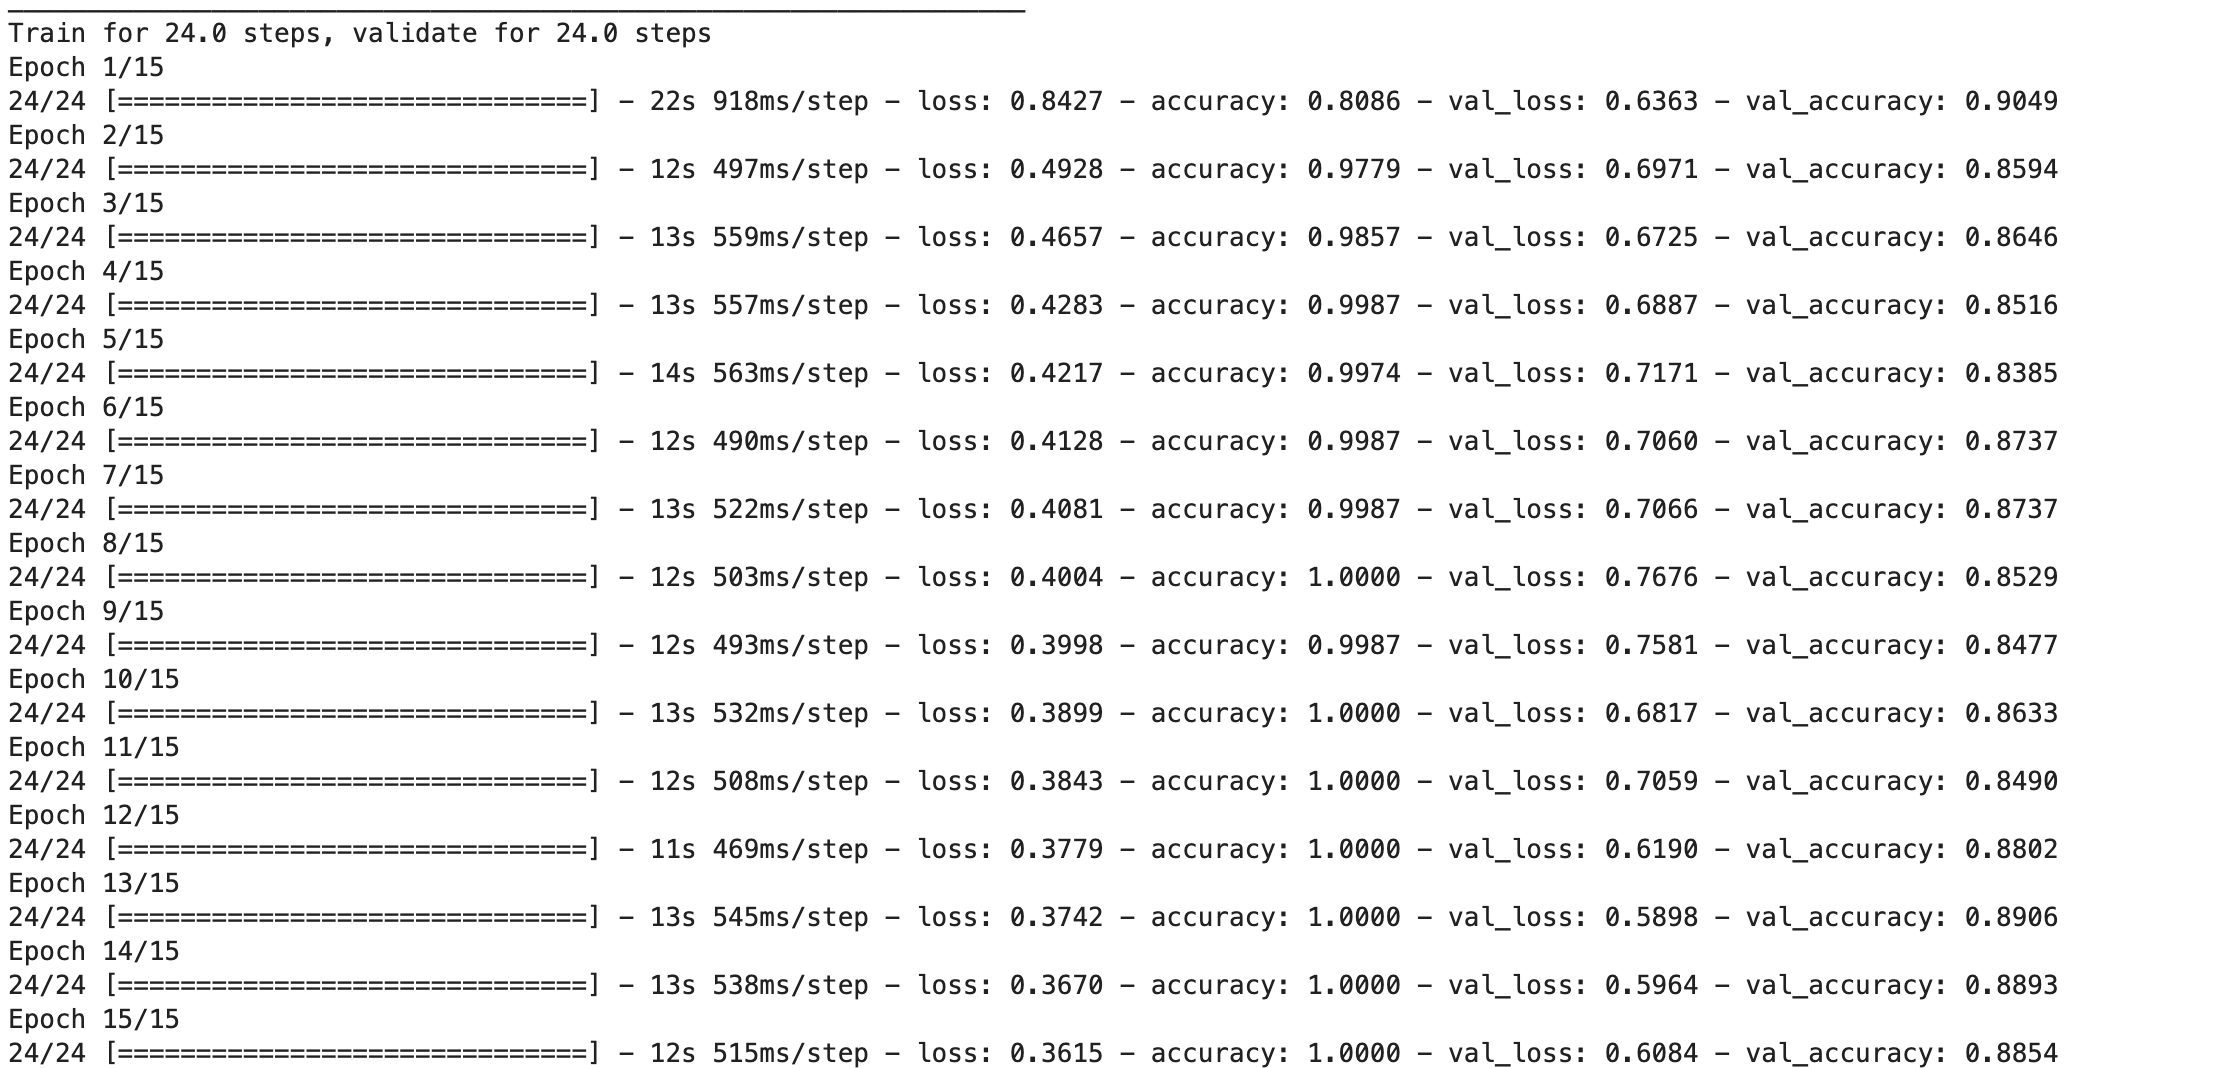 Train for 24.0 steps, validate for 24.0 steps
Epoch 1/15
24/24 [==============================] - 22s 918ms/step - loss: 0.8427 - accuracy: 0.8086 - val_loss: 0.6363 - val_accuracy: 0.9049
Epoch 2/15
24/24 [==============================] - 12s 497ms/step - loss: 0.4928 - accuracy: 0.9779 - val_loss: 0.6971 - val_accuracy: 0.8594
Epoch 3/15
24/24 [==============================] - 13s 559ms/step - loss: 0.4657 - accuracy: 0.9857 - val_loss: 0.6725 - val_accuracy: 0.8646
Epoch 4/15
24/24 [==============================] - 13s 557ms/step - loss: 0.4283 - accuracy: 0.9987 - val_loss: 0.6887 - val_accuracy: 0.8516
Epoch 5/15
24/24 [==============================] - 14s 563ms/step - loss: 0.4217 - accuracy: 0.9974 - val_loss: 0.7171 - val_accuracy: 0.8385
Epoch 6/15
24/24 [==============================] - 12s 490ms/step - loss: 0.4128 - accuracy: 0.9987 - val_loss: 0.7060 - val_accuracy: 0.8737
Epoch 7/15
24/24 [==============================] - 13s 522ms/step - loss: 0.4081 - accuracy: 0.9987 - val_loss: 0.7066 - val_accuracy: 0.8737
Epoch 8/15
24/24 [==============================] - 12s 503ms/step - loss: 0.4004 - accuracy: 1.0000 - val_loss: 0.7676 - val_accuracy: 0.8529
Epoch 9/15
24/24 [==============================] - 12s 493ms/step - loss: 0.3998 - accuracy: 0.9987 - val_loss: 0.7581 - val_accuracy: 0.8477
Epoch 10/15
24/24 [==============================] - 13s 532ms/step - loss: 0.3899 - accuracy: 1.0000 - val_loss: 0.6817 - val_accuracy: 0.8633
Epoch 11/15
24/24 [==============================] - 12s 508ms/step - loss: 0.3843 - accuracy: 1.0000 - val_loss: 0.7059 - val_accuracy: 0.8490
Epoch 12/15
24/24 [==============================] - 11s 469ms/step - loss: 0.3779 - accuracy: 1.0000 - val_loss: 0.6190 - val_accuracy: 0.8802
Epoch 13/15
24/24 [==============================] - 13s 545ms/step - loss: 0.3742 - accuracy: 1.0000 - val_loss: 0.5898 - val_accuracy: 0.8906
Epoch 14/15
24/24 [==============================] - 13s 538ms/step - loss: 0.3670 - accuracy: 1.0000 - val_loss: 0.5964 - val_accuracy: 0.8893
Epoch 15/15
24/24 [==============================] - 12s 515ms/step - loss: 0.3615 - accuracy: 1.0000 - val_loss: 0.6084 - val_accuracy: 0.8854